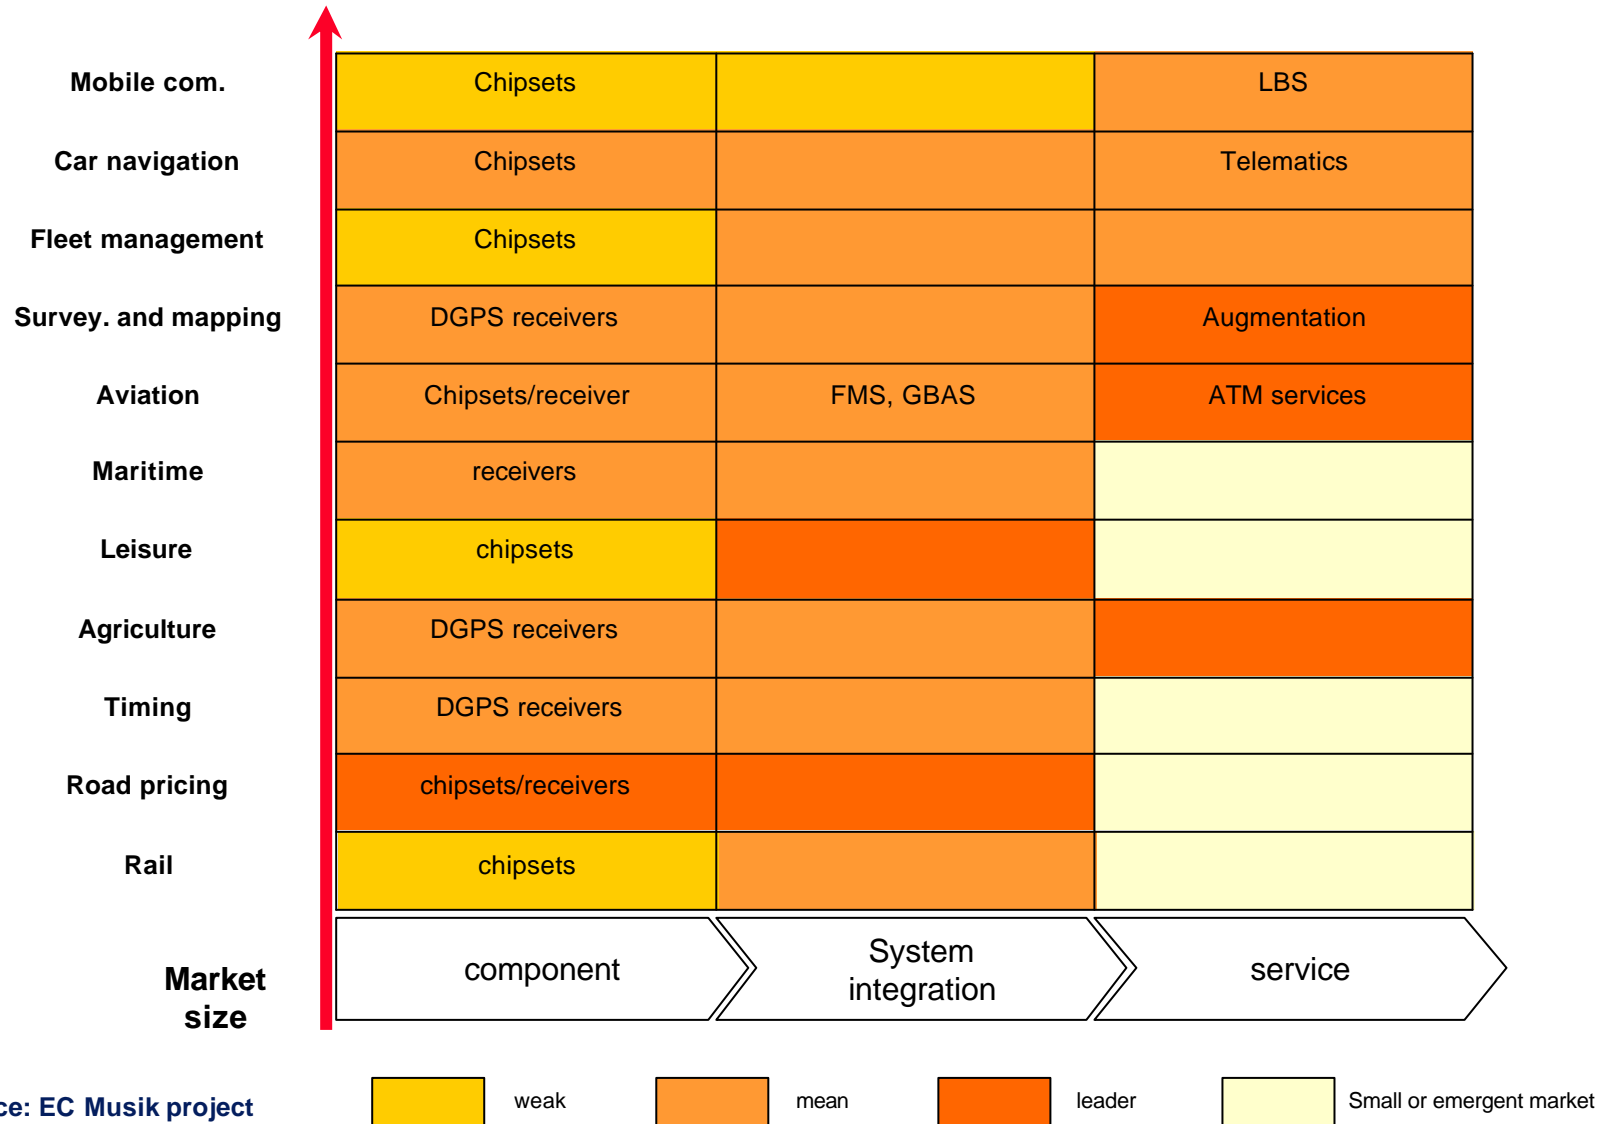 Mobile com. Chipsets LBS
Car navigation Chipsets Telematics
Fleet management Chipsets
Survey. and mapping DGPS receivers Augmentation
Aviation Chipsets/receiver FMS, GBAS ATM services
Maritime receivers
Leisure chipsets
Agriculture DGPS receivers
Timing DGPS receivers
Road pricing chipsets/receivers
Rail chipsets
Market
size
component
System
integration
service
ce: EC Musik project
weak mean leader Small or emergent market